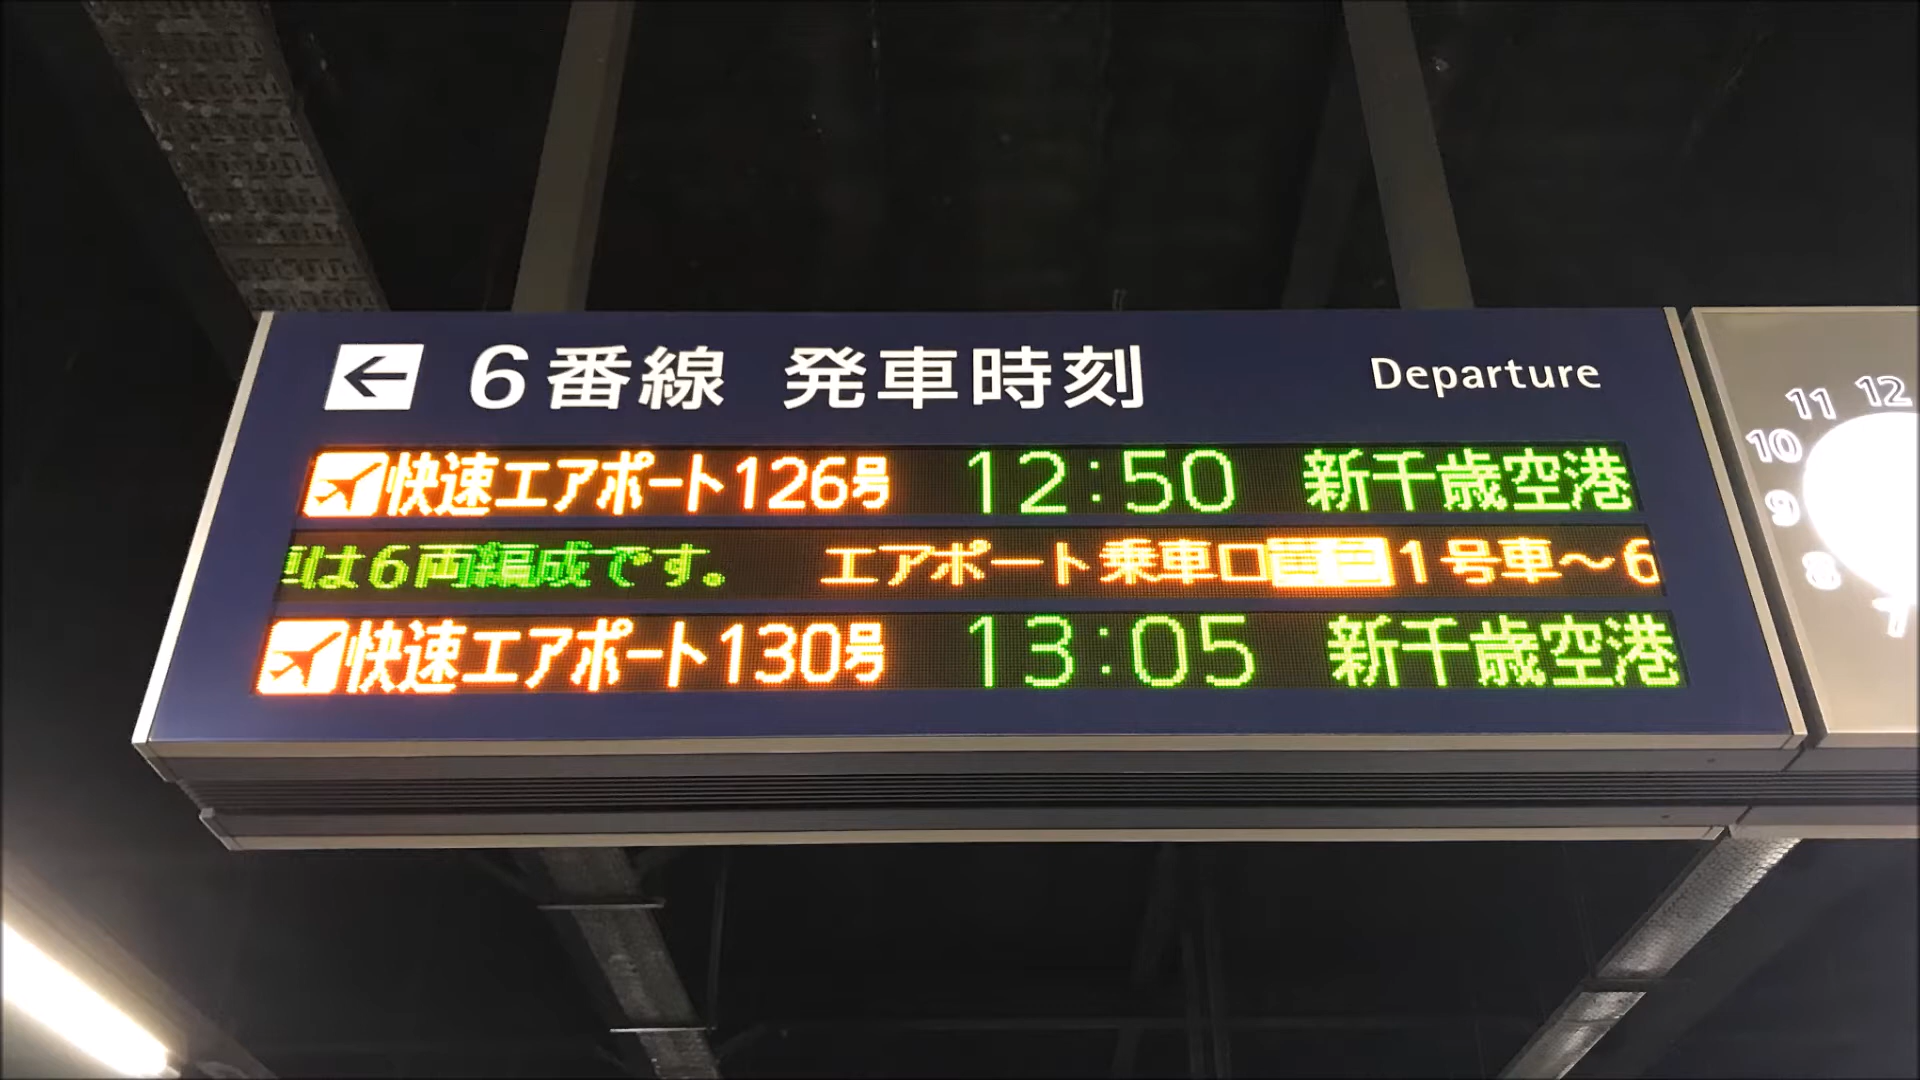 ← 6番線 発車時刻 Departure
快速エアポート126号 12:50 新千歳空港
は6両編成です。 エアポート乗車口 1号車～6
快速エアポート130号 13:05 新千歳空港
11 12
10
9
8
7